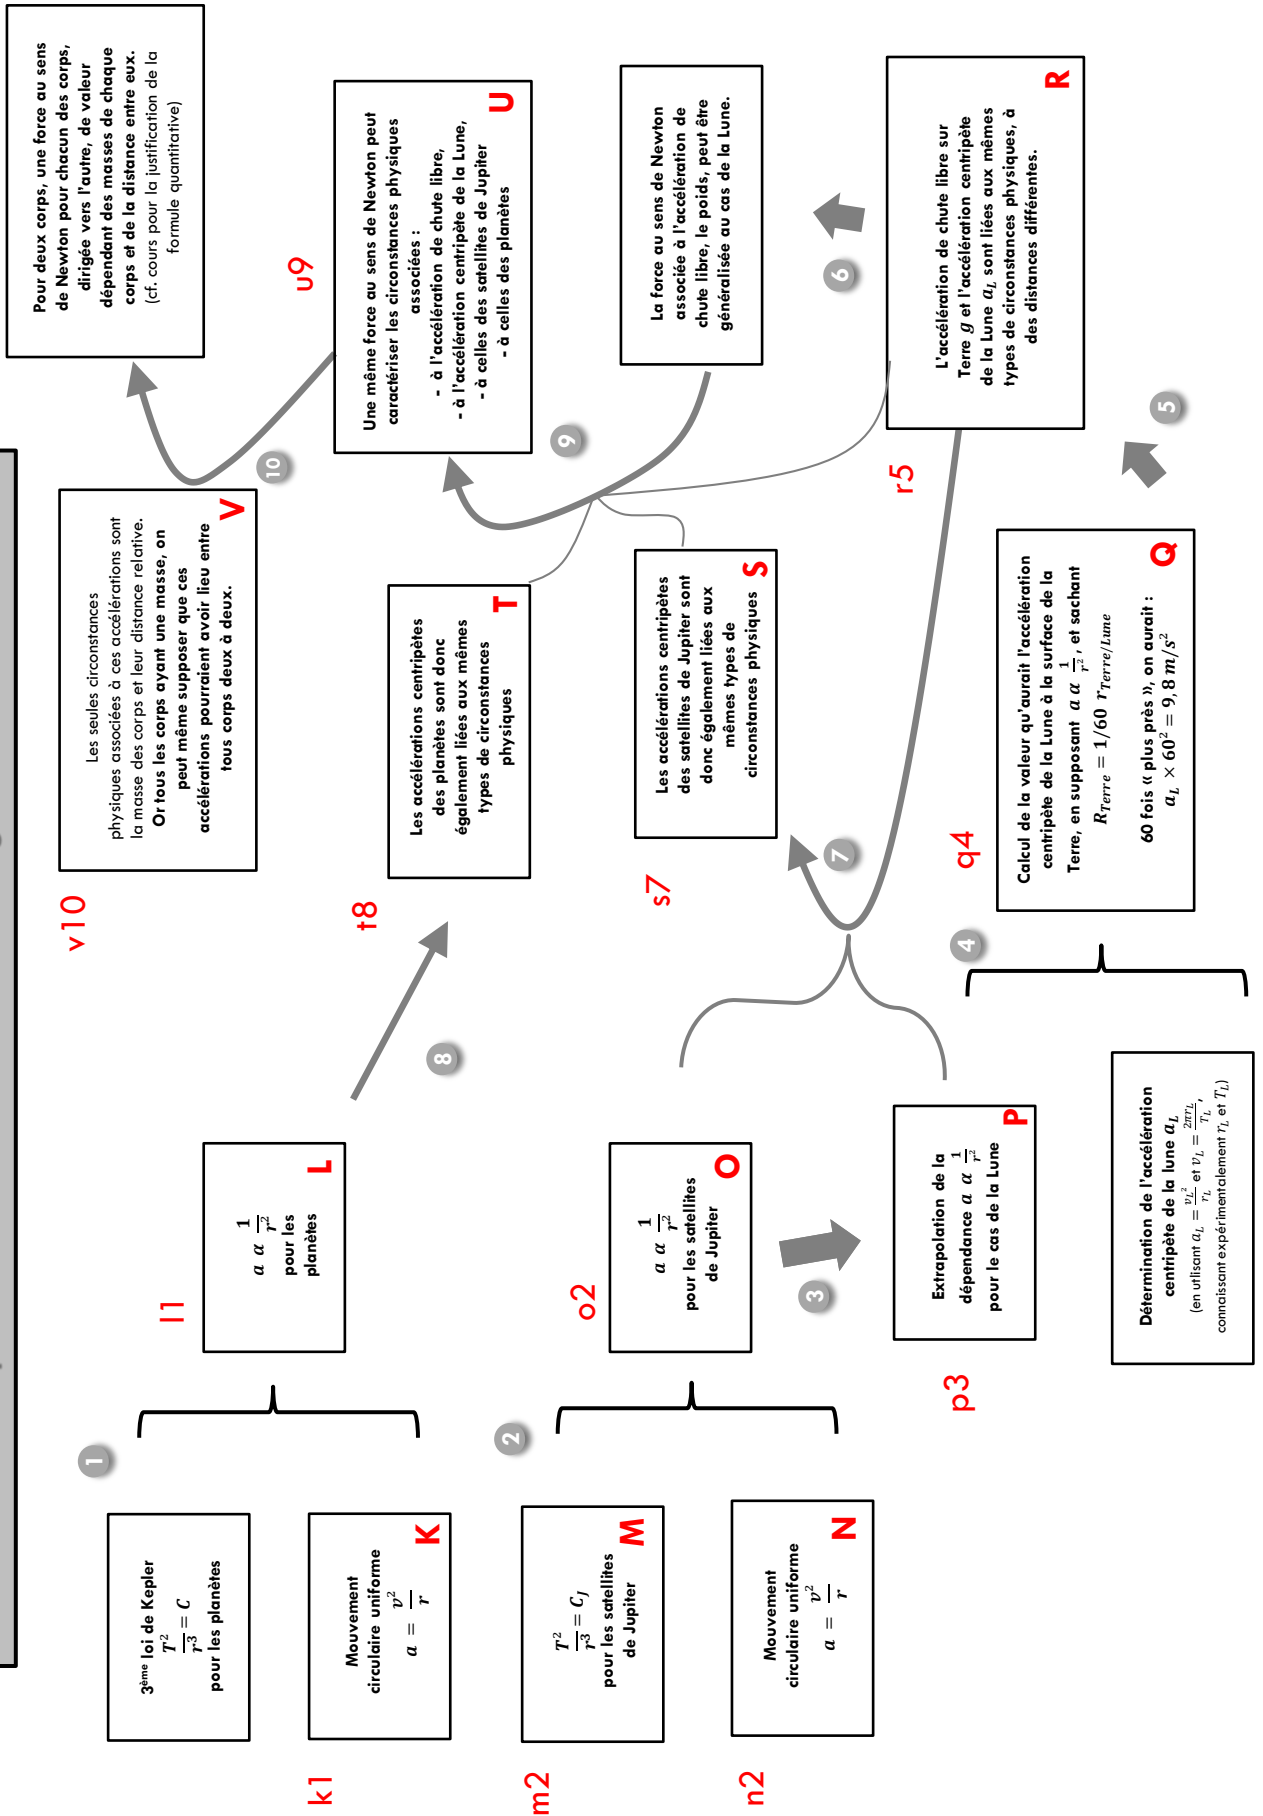 1
3ème loi de Kepler
T²/r³ = C
pour les planètes
k1
Mouvement
circulaire uniforme
a = v²/r
K
l1
a α 1/r²
pour les
planètes
L
2
m2
T²/r³ = C_J
pour les satellites
de Jupiter
M
n2
Mouvement
circulaire uniforme
a = v²/r
N
o2
a α 1/r²
pour les satellites
de Jupiter
O
3
p3
Extrapolation de la
dépendance a α 1/r²
pour le cas de la Lune
P
Détermination de l'accélération
centripète de la lune a_L
(en utlisant a_L = v_L²/r_L et v_L = 2πr_L/T_L,
connaissant expérimentalement r_L et T_L)
4
q4
Calcul de la valeur qu'aurait l'accélération
centripète de la Lune à la surface de la
Terre, en supposant a α 1/r², et sachant
R_Terre = 1/60 r_Terre/Lune
60 fois « plus près », on aurait :
a_L × 60² = 9,8 m/s²
Q
5
r5
L'accélération de chute libre sur
Terre g et l'accélération centripète
de la Lune a_L sont liées aux mêmes
types de circonstances physiques, à
des distances différentes.
R
6
La force au sens de Newton
associée à l'accélération de
chute libre, le poids, peut être
généralisée au cas de la Lune.
7
s7
Les accélérations centripètes
des satellites de Jupiter sont
donc également liées aux
mêmes types de
circonstances physiques
S
8
t8
Les accélérations centripètes
des planètes sont donc
également liées aux mêmes
types de circonstances
physiques
T
9
u9
Une même force au sens de Newton peut
caractériser les circonstances physiques
associées :
- à l'accélération de chute libre,
- à l'accélération centripète de la Lune,
- à celles des satellites de Jupiter
- à celles des planètes
U
10
v10
Les seules circonstances
physiques associées à ces accélérations sont
la masse des corps et leur distance relative.
Or tous les corps ayant une masse, on
peut même supposer que ces
accélérations pourraient avoir lieu entre
tous corps deux à deux.
V
Pour deux corps, une force au sens
de Newton pour chacun des corps,
dirigée vers l'autre, de valeur
dépendant des masses de chaque
corps et de la distance entre eux.
(cf. cours pour la justification de la
formule quantitative)